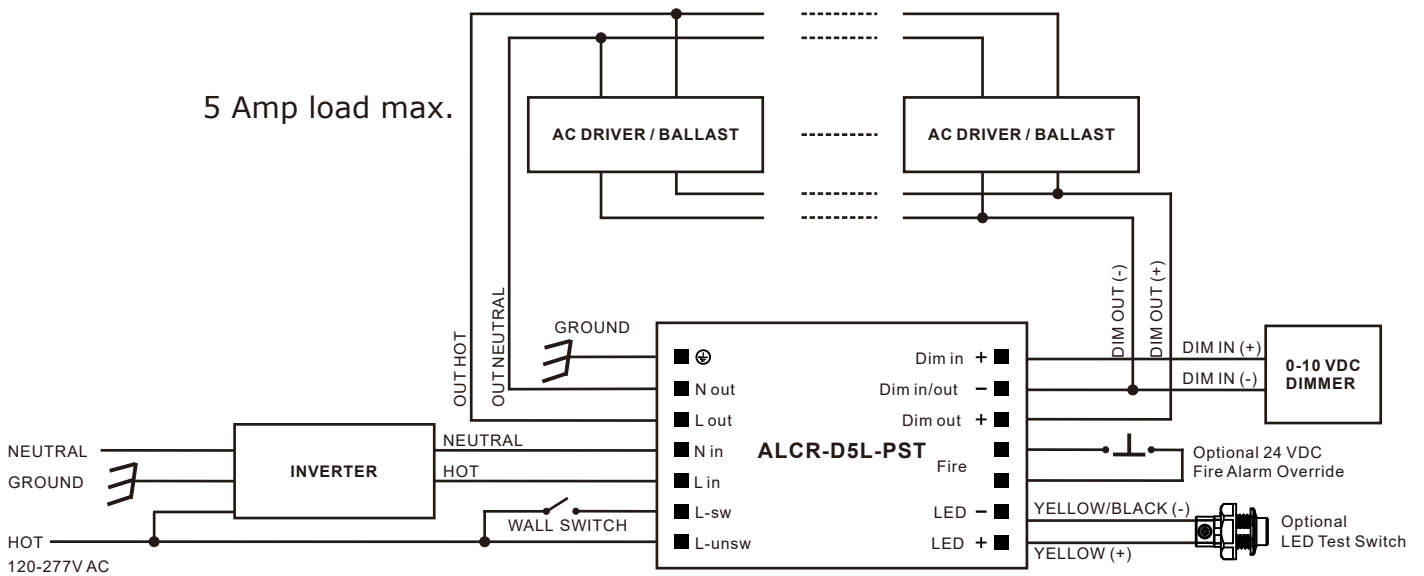 5 Amp load max.
AC DRIVER / BALLAST
AC DRIVER / BALLAST
OUT HOT
OUT NEUTRAL
DIM OUT (-)
DIM OUT (+)
GROUND
N out
L out
N in
L in
L-sw
L-unsw
ALCR-D5L-PST
Dim in +
Dim in/out -
Dim out +
Fire
LED -
LED +
DIM IN (+)
DIM IN (-)
0-10 VDC
DIMMER
Optional 24 VDC
Fire Alarm Override
YELLOW/BLACK (-)
YELLOW (+)
Optional
LED Test Switch
NEUTRAL
GROUND
INVERTER
NEUTRAL
HOT
WALL SWITCH
HOT
120-277V AC